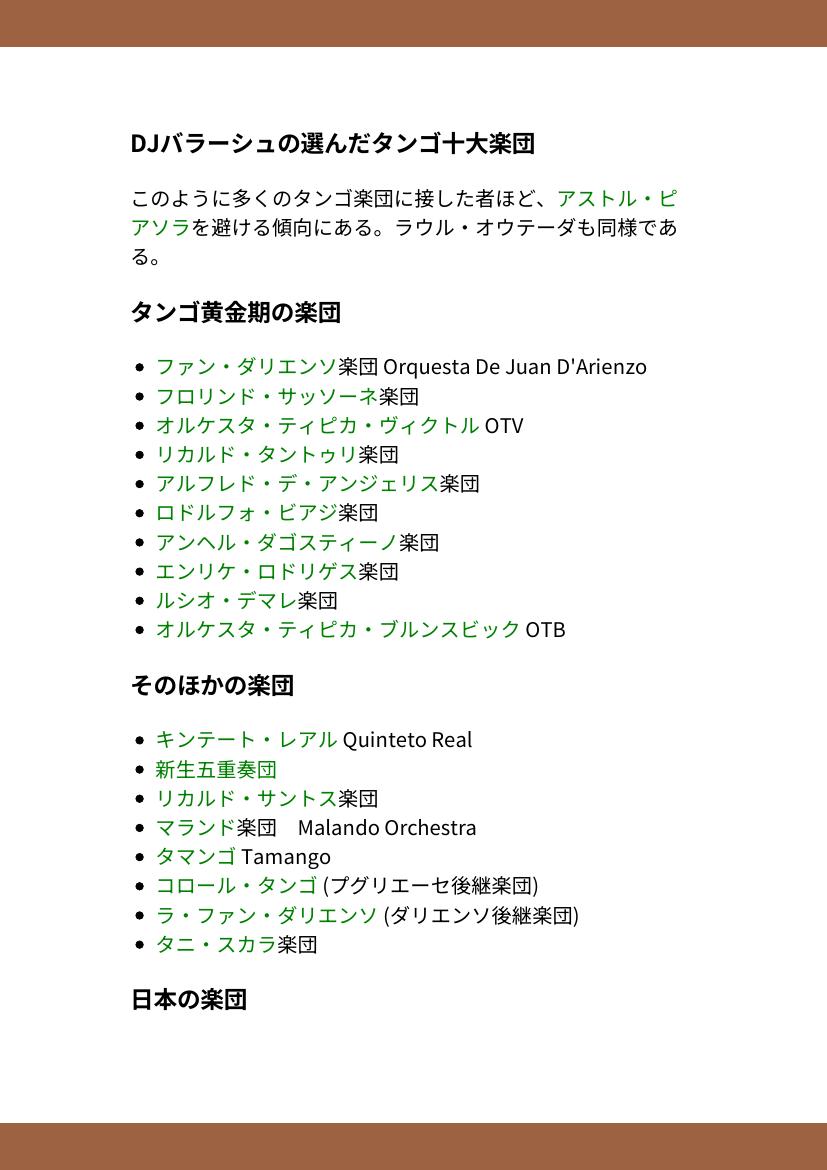 DJバラーシュの選んだタンゴ十大楽団
このように多くのタンゴ楽団に接した者ほど、アストル・ピ
アソラを避ける傾向にある。ラウル・オウテーダも同様であ
る。
タンゴ黄金期の楽団
ファン・ダリエンソ楽団 Orquesta De Juan D'Arienzo
フロリンド・サッソーネ楽団
オルケスタ・ティピカ・ヴィクトル OTV
リカルド・タントゥリ楽団
アルフレド・デ・アンジェリス楽団
ロドルフォ・ビアジ楽団
アンヘル・ダゴスティーノ楽団
エンリケ・ロドリゲス楽団
ルシオ・デマレ楽団
オルケスタ・ティピカ・ブルンスビック OTB
そのほかの楽団
キンテート・レアル Quinteto Real
新生五重奏団
リカルド・サントス楽団
マランド楽団　Malando Orchestra
タマンゴ Tamango
コロール・タンゴ (プグリエーセ後継楽団)
ラ・ファン・ダリエンソ (ダリエンソ後継楽団)
タニ・スカラ楽団
日本の楽団